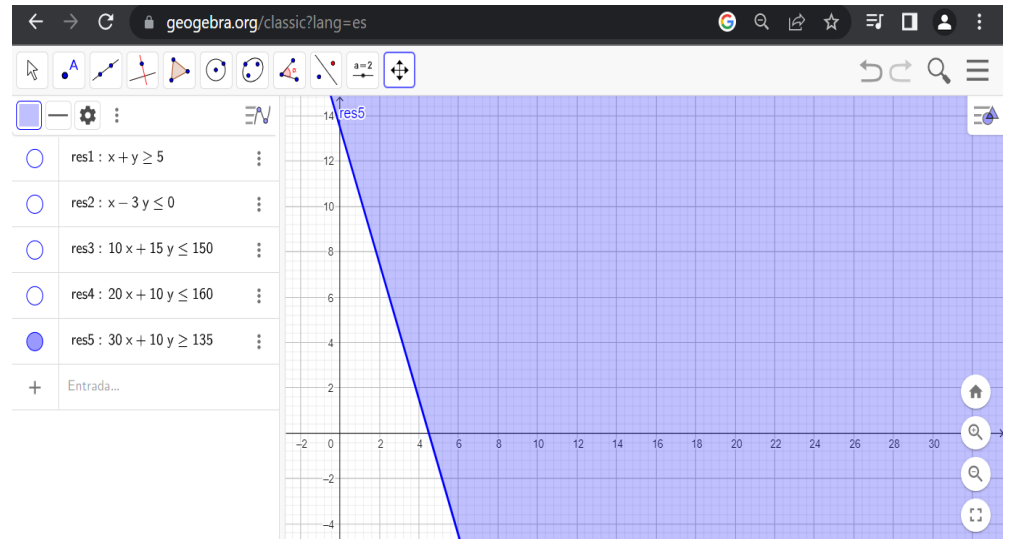 geogebra.org/classic?lang=es
A
a=2
res1 : x + y ≥ 5
res2 : x − 3 y ≤ 0
res3 : 10 x + 15 y ≤ 150
res4 : 20 x + 10 y ≤ 160
res5 : 30 x + 10 y ≥ 135
Entrada...
res5
14
12
10
8
6
4
2
−2 0 2 4 6 8 10 12 14 16 18 20 22 24 26 28 30
−2
−4